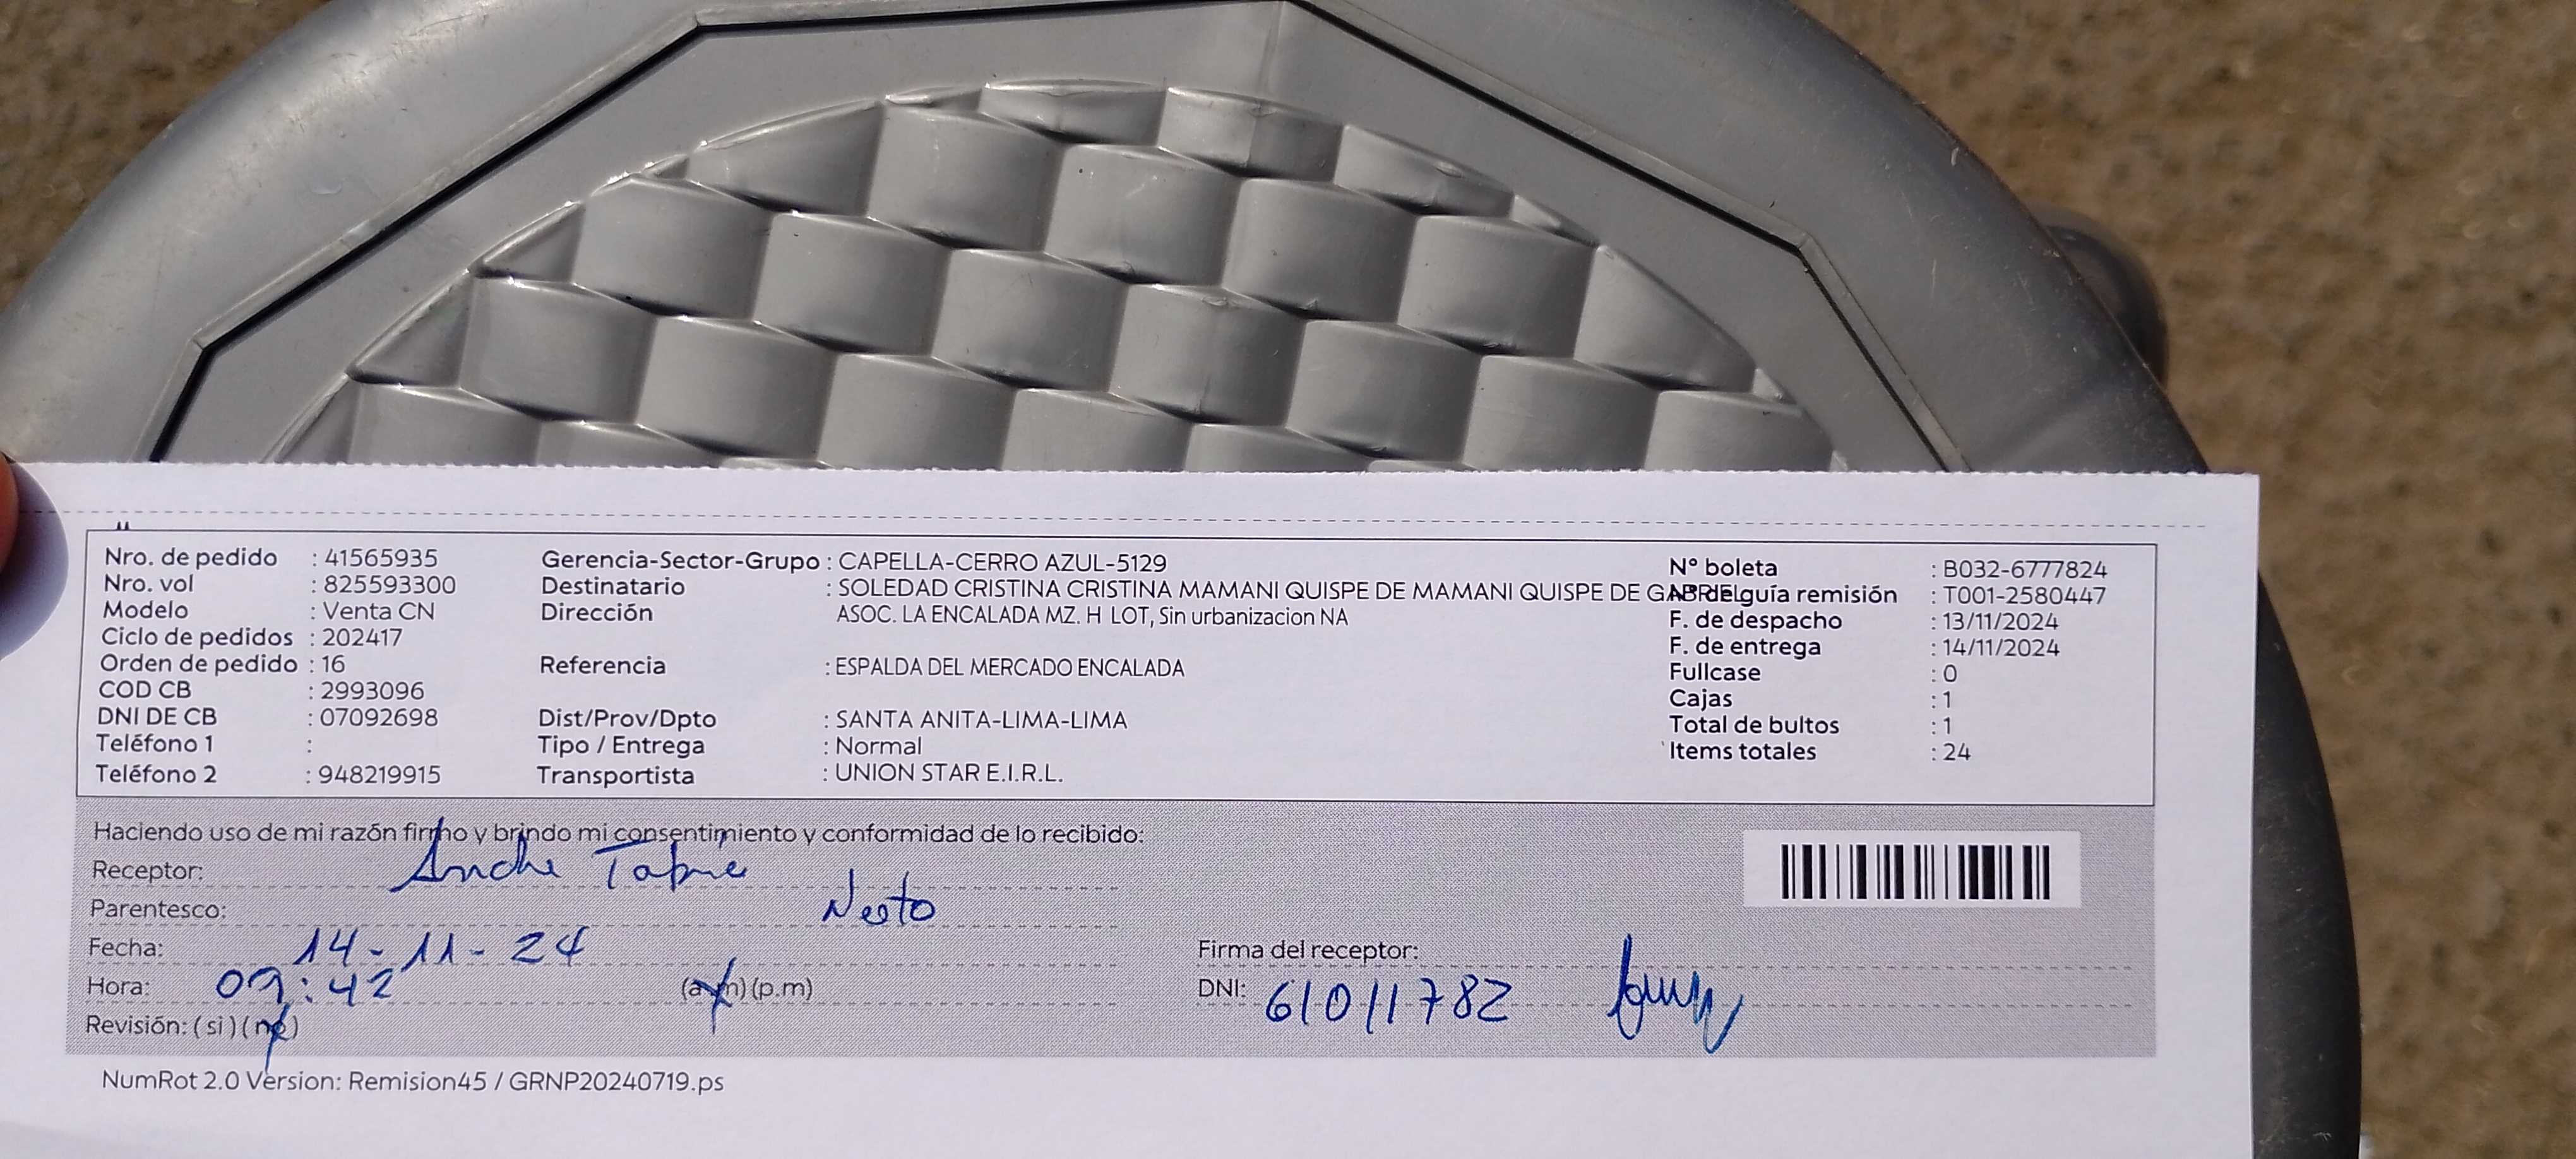 Nro. de pedido : 41565935
Nro. vol : 825593300
Modelo : Venta CN
Ciclo de pedidos : 202417
Orden de pedido : 16
COD CB : 2993096
DNI DE CB : 07092698
Teléfono 1 :
Teléfono 2 : 948219915
Gerencia-Sector-Grupo : CAPELLA-CERRO AZUL-5129
Destinatario : SOLEDAD CRISTINA CRISTINA MAMANI QUISPE DE MAMANI QUISPE DE GABRIEL
Dirección ASOC. LA ENCALADA MZ. H LOT, Sin urbanizacion NA
Referencia : ESPALDA DEL MERCADO ENCALADA
Dist/Prov/Dpto : SANTA ANITA-LIMA-LIMA
Tipo / Entrega : Normal
Transportista : UNION STAR E.I.R.L.
N° boleta : B032-6777824
N° de guía remisión : T001-2580447
F. de despacho : 13/11/2024
F. de entrega : 14/11/2024
Fullcase : 0
Cajas : 1
Total de bultos : 1
Items totales : 24
Haciendo uso de mi razón firmo y brindo mi consentimiento y conformidad de lo recibido:
Receptor:
Parentesco:
Fecha: 14-11-24
Hora: 09:42 (a.m) (p.m)
Revisión: (si) (no)
Firma del receptor:
DNI: 61011782
NumRot 2.0 Version: Remision45 / GRNP20240719.ps